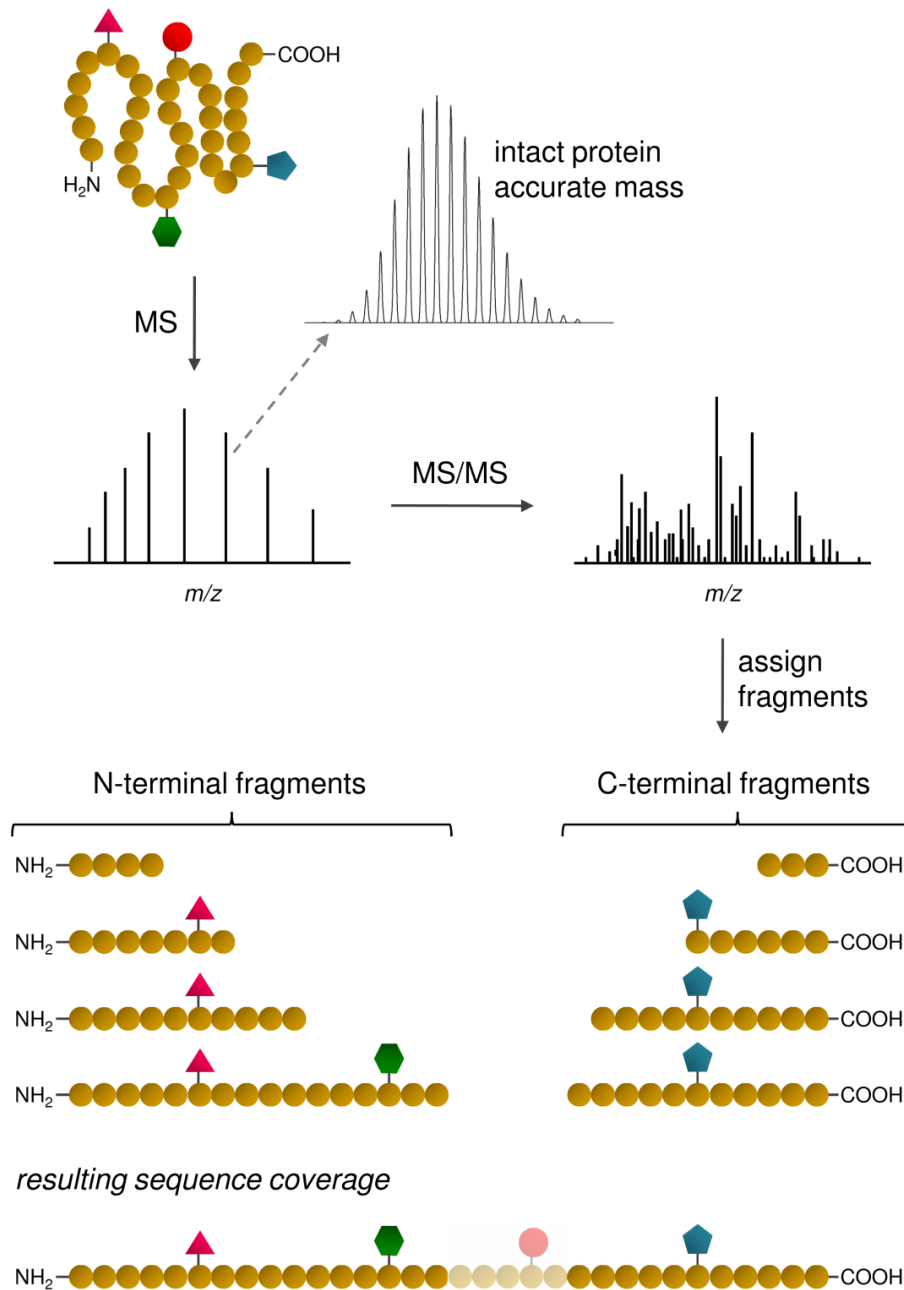 COOH
H₂N
intact protein
accurate mass
MS
MS/MS
m/z
m/z
assign
fragments
N-terminal fragments
C-terminal fragments
NH₂
COOH
NH₂
COOH
NH₂
COOH
NH₂
COOH
resulting sequence coverage
NH₂
COOH